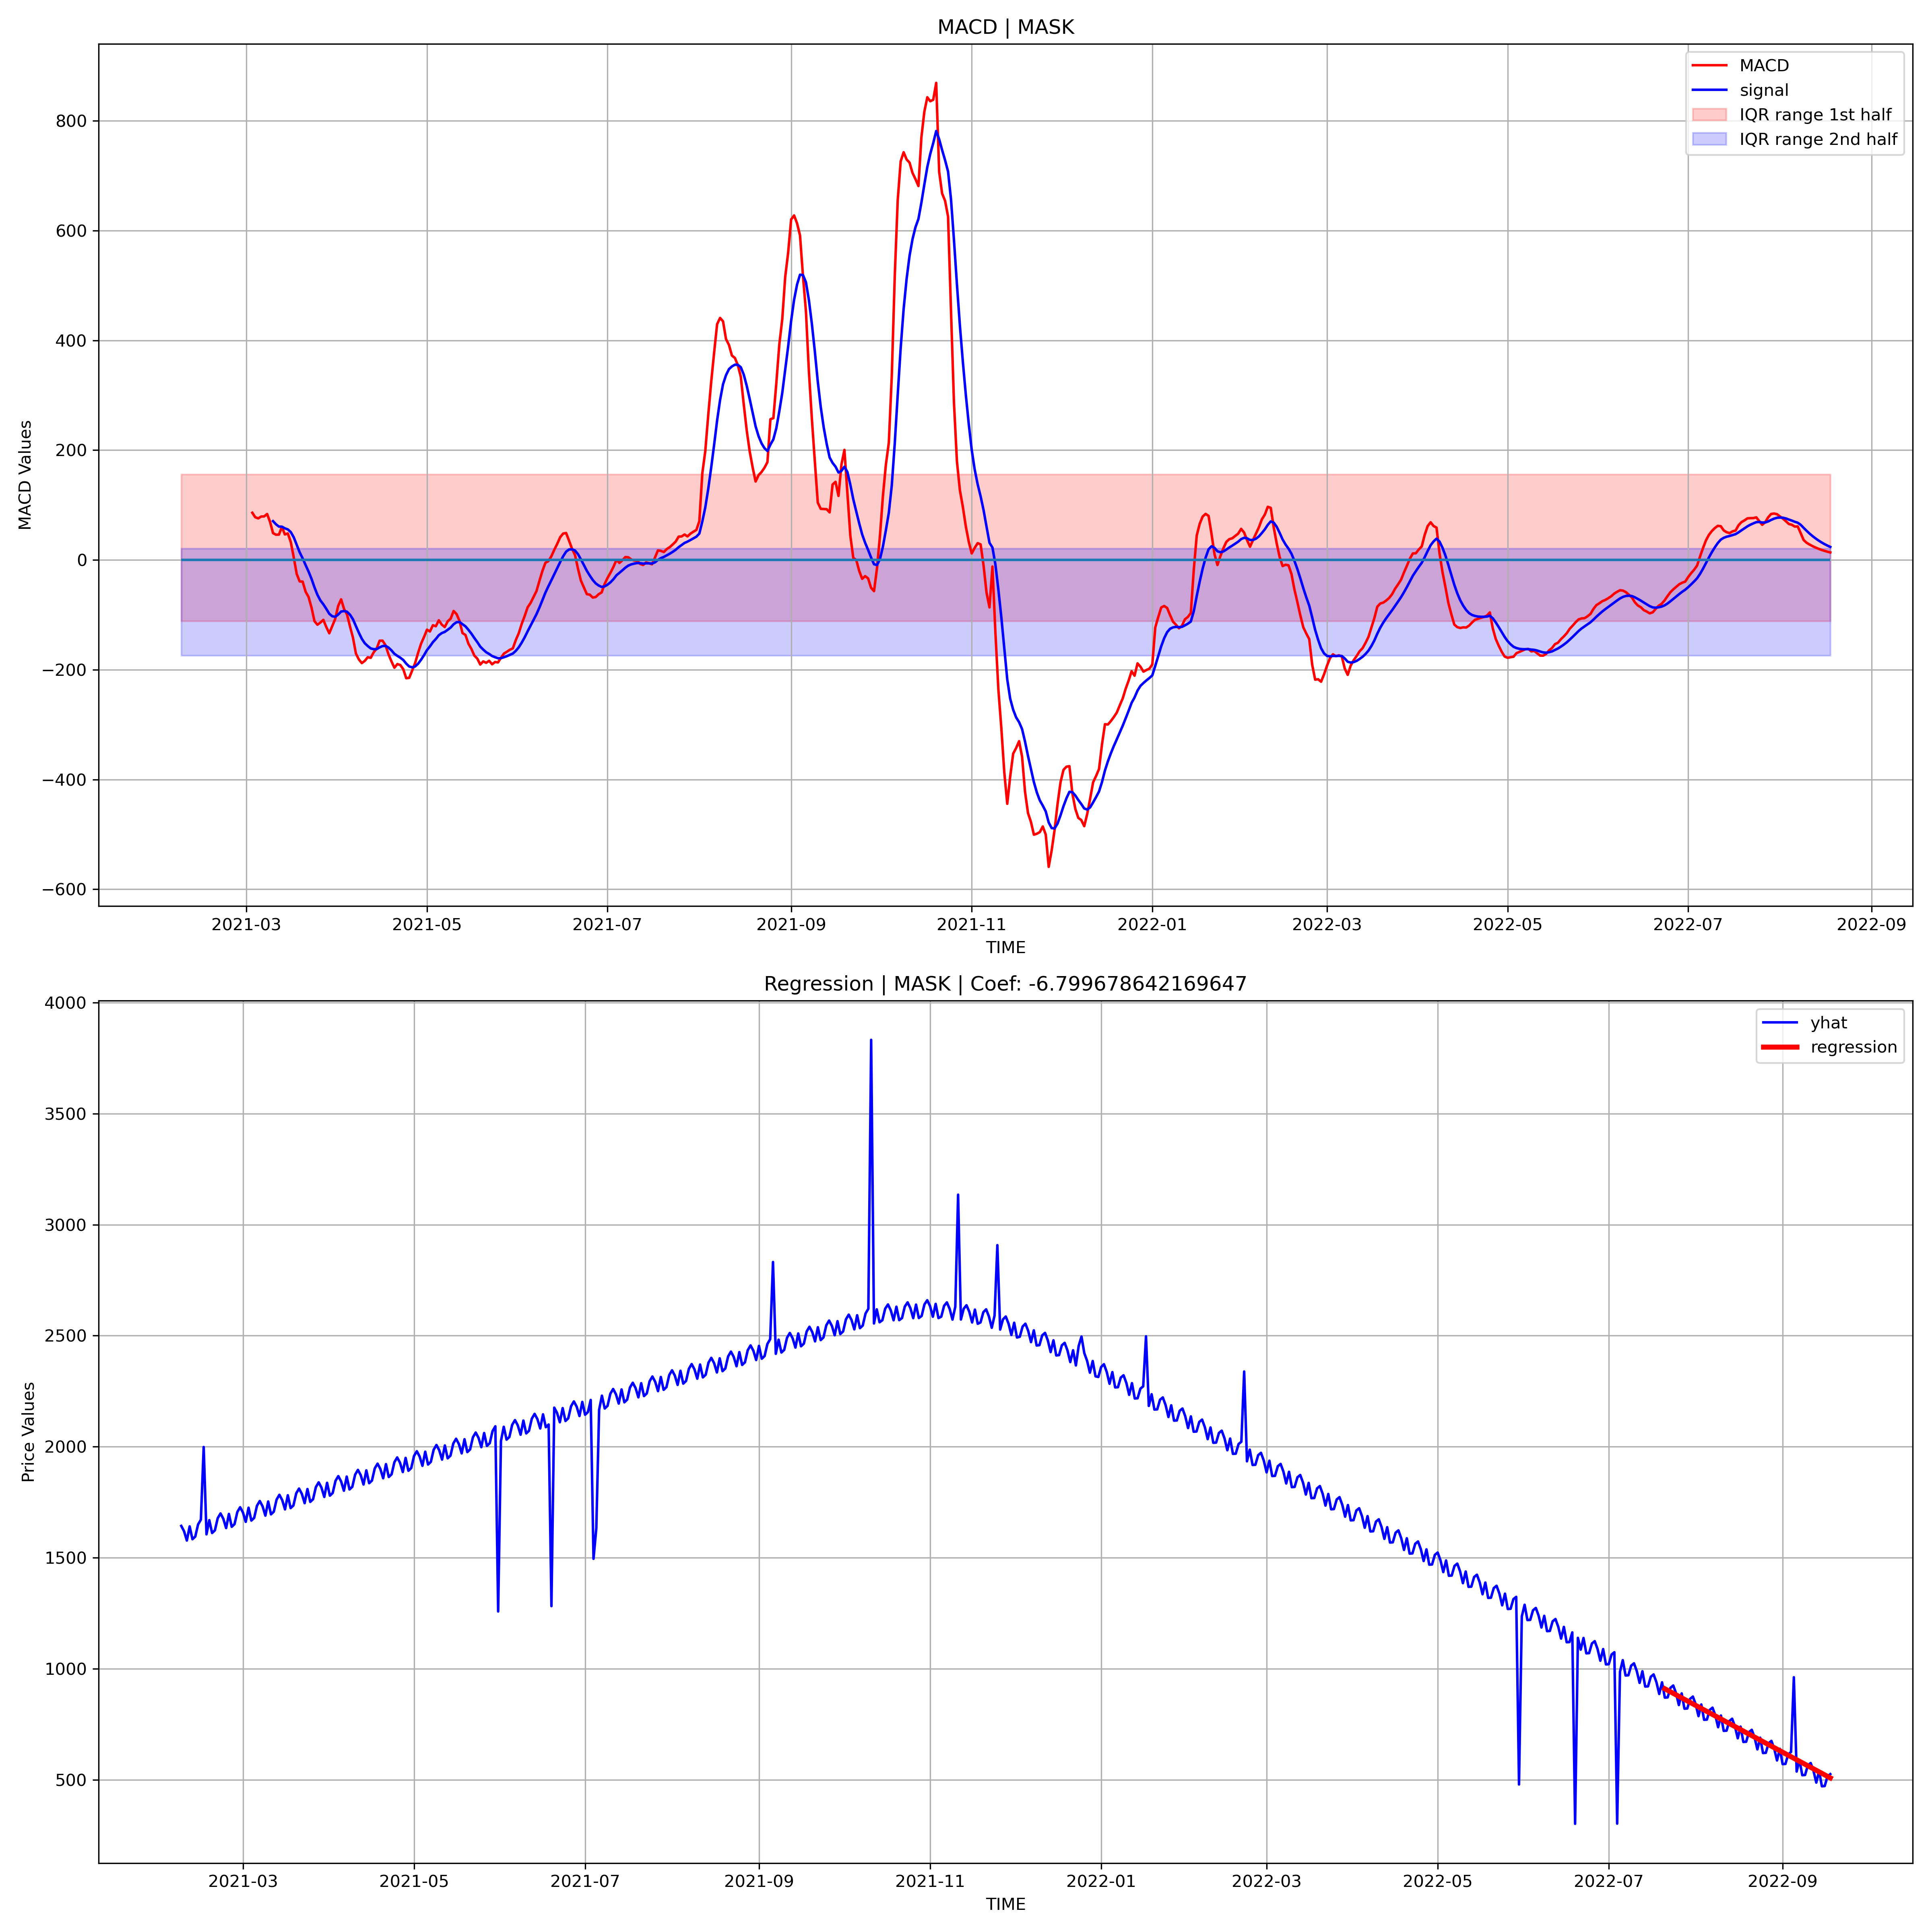 MACD | MASK
MACD
signal
IQR range 1st half
IQR range 2nd half
MACD Values
800
600
400
200
0
−200
−400
−600
2021-03 2021-05 2021-07 2021-09 2021-11 2022-01 2022-03 2022-05 2022-07 2022-09
TIME
Regression | MASK | Coef: -6.799678642169647
yhat
regression
Price Values
4000
3500
3000
2500
2000
1500
1000
500
2021-03 2021-05 2021-07 2021-09 2021-11 2022-01 2022-03 2022-05 2022-07 2022-09
TIME